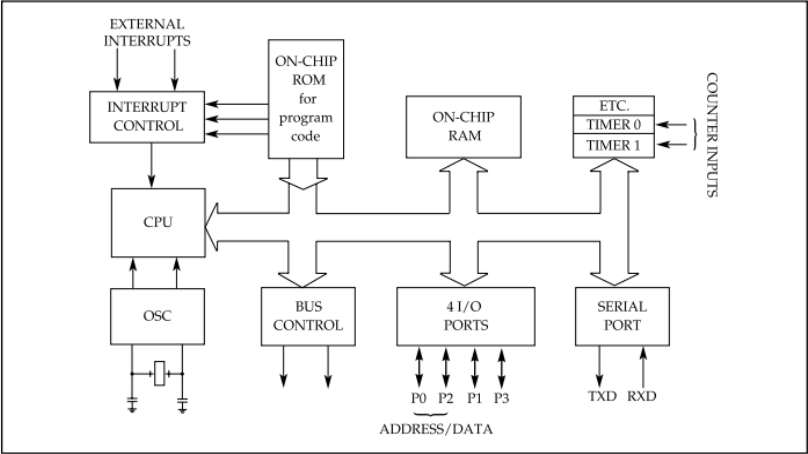 EXTERNAL
INTERRUPTS
INTERRUPT
CONTROL
ON-CHIP
ROM
for
program
code
ON-CHIP
RAM
ETC.
TIMER 0
TIMER 1
COUNTER INPUTS
CPU
OSC
BUS
CONTROL
4 I/O
PORTS
SERIAL
PORT
P0 P2 P1 P3
TXD RXD
ADDRESS/DATA